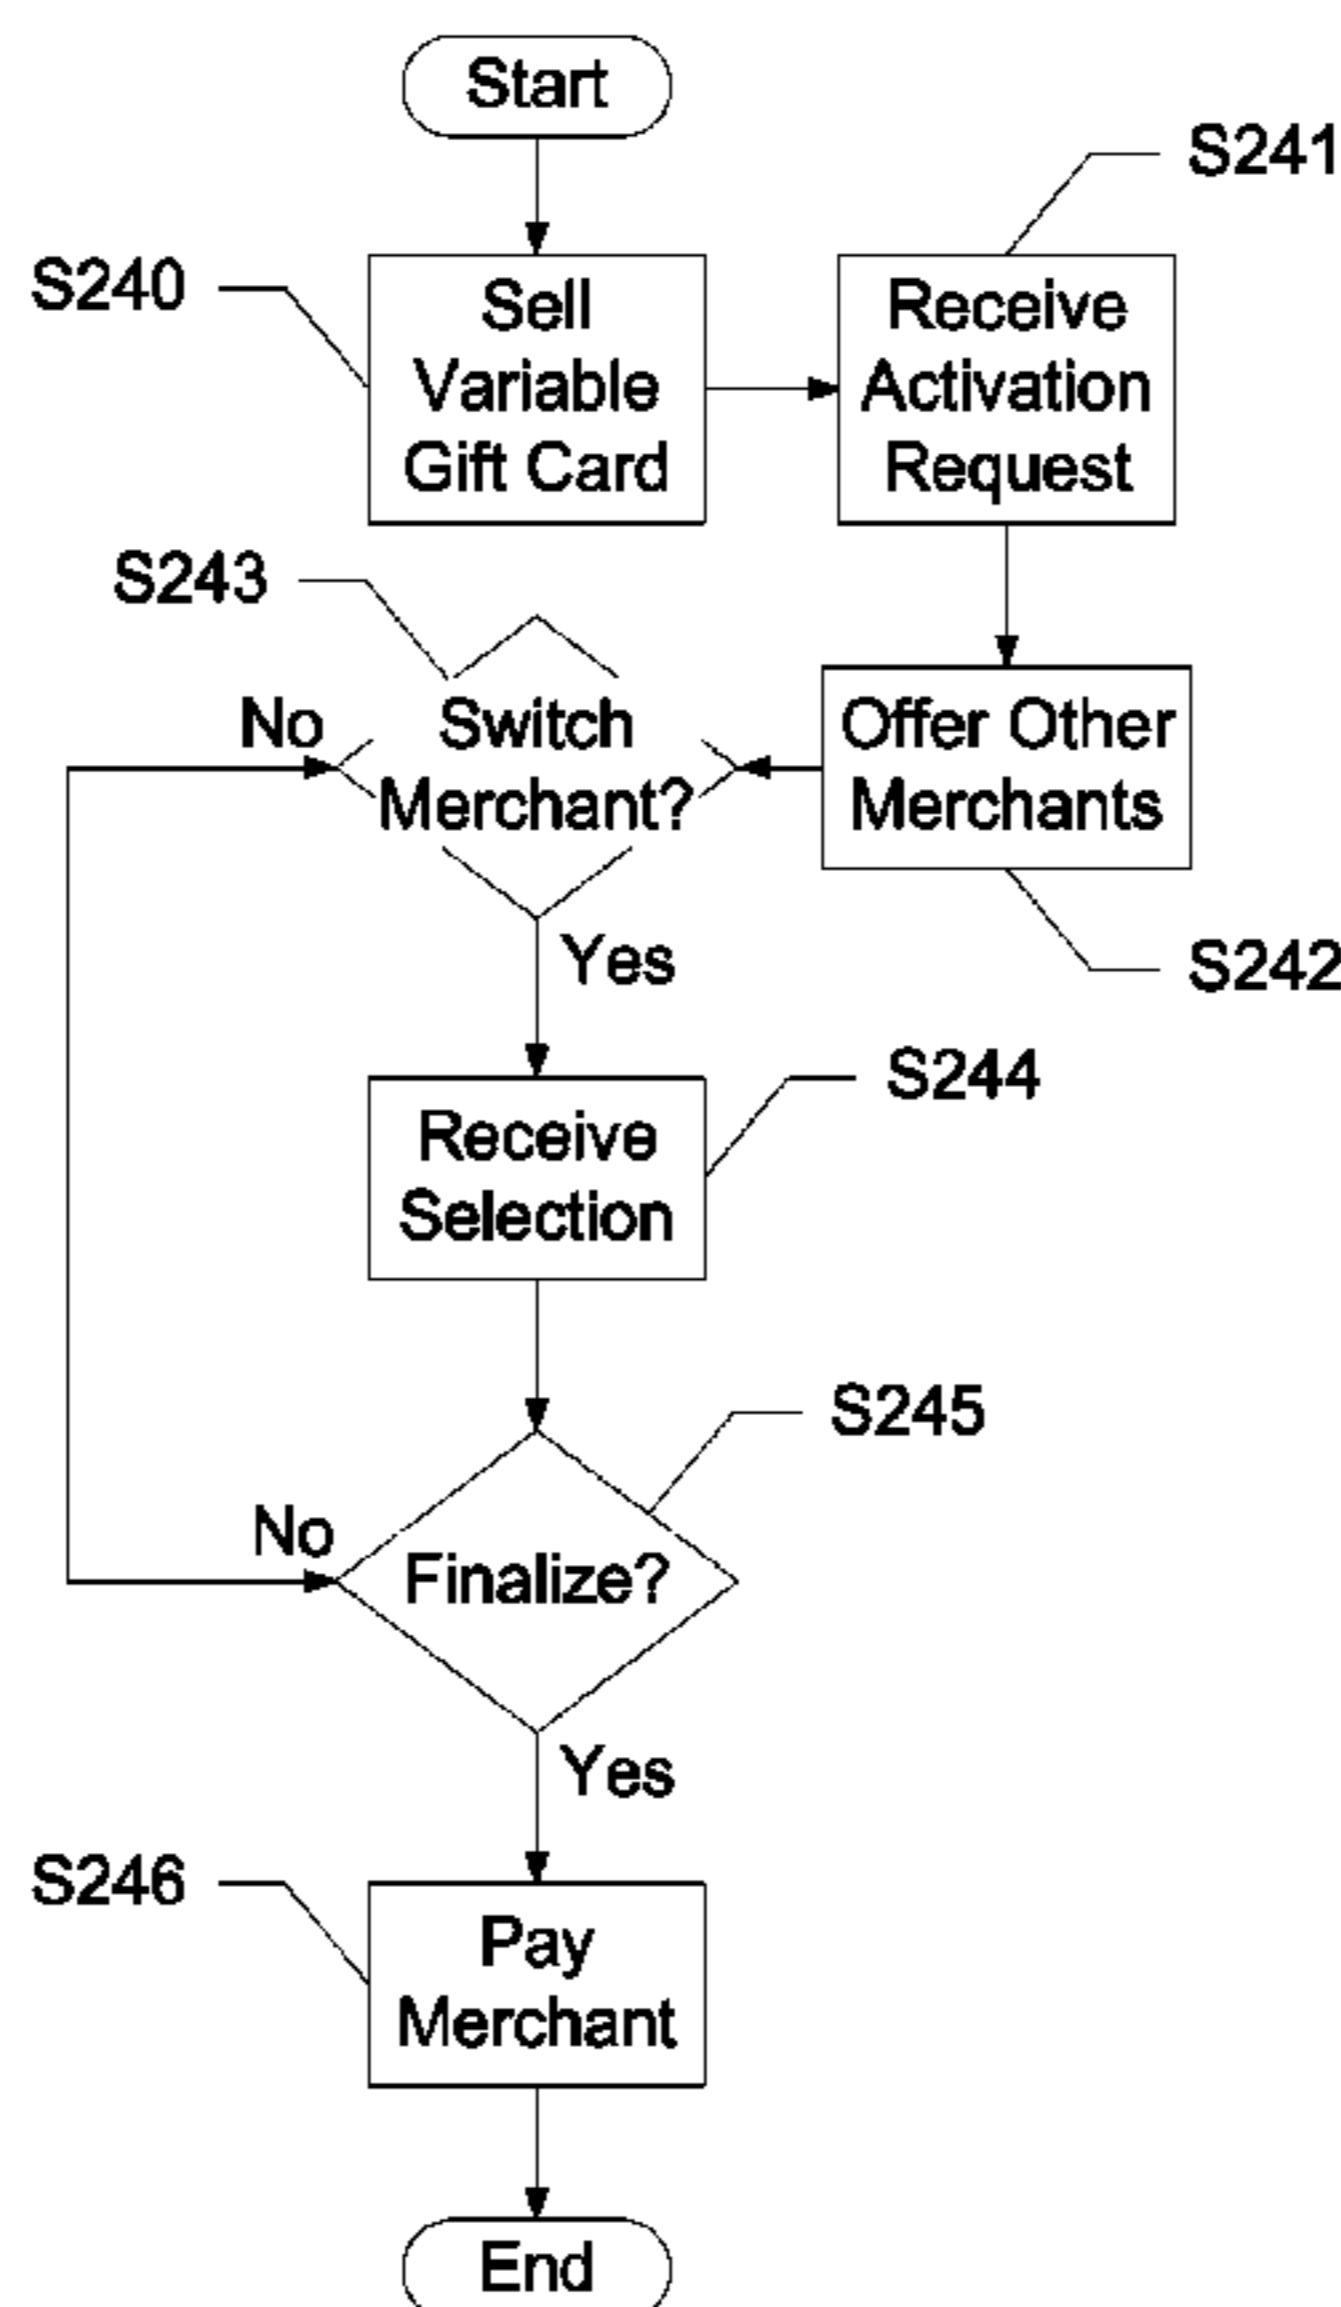 Start
S241
S240
Sell
Variable
Gift Card
Receive
Activation
Request
S243
No
Switch
Merchant?
Offer Other
Merchants
Yes
S242
S244
Receive
Selection
S245
No
Finalize?
Yes
S246
Pay
Merchant
End